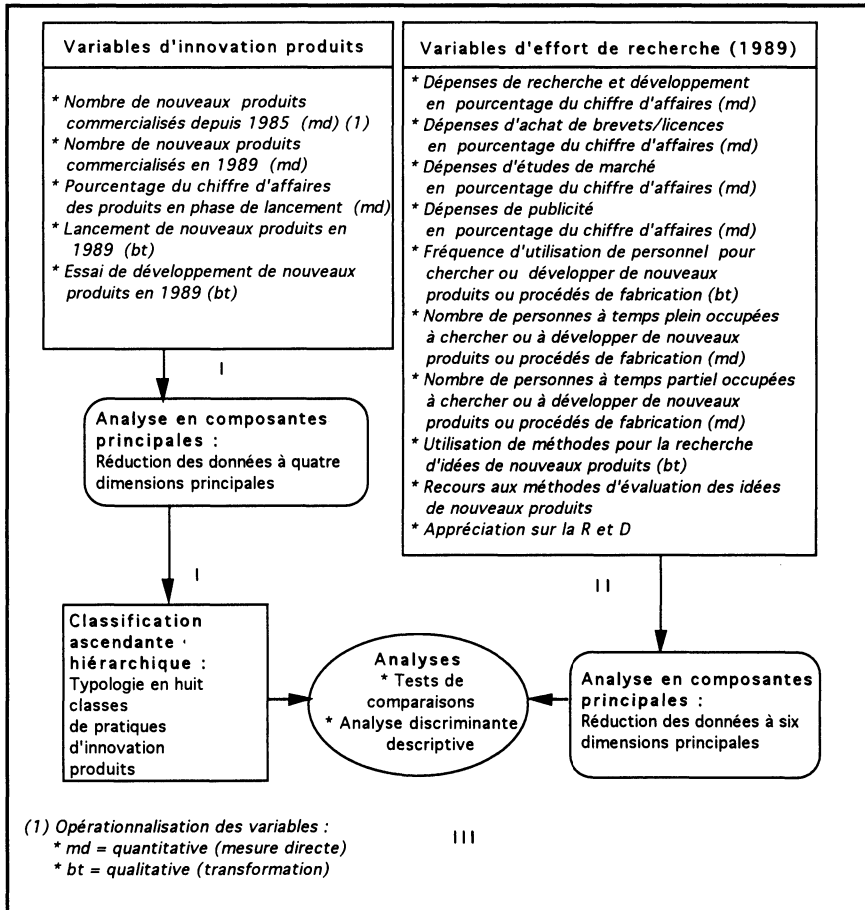 Variables d'innovation produits
* Nombre de nouveaux produits
commercialisés depuis 1985 (md) (1)
* Nombre de nouveaux produits
commercialisés en 1989 (md)
* Pourcentage du chiffre d'affaires
des produits en phase de lancement (md)
* Lancement de nouveaux produits en
1989 (bt)
* Essai de développement de nouveaux
produits en 1989 (bt)
Variables d'effort de recherche (1989)
* Dépenses de recherche et développement
en pourcentage du chiffre d'affaires (md)
* Dépenses d'achat de brevets/licences
en pourcentage du chiffre d'affaires (md)
* Dépenses d'études de marché
en pourcentage du chiffre d'affaires (md)
* Dépenses de publicité
en pourcentage du chiffre d'affaires (md)
* Fréquence d'utilisation de personnel pour
chercher ou développer de nouveaux
produits ou procédés de fabrication (bt)
* Nombre de personnes à temps plein occupées
à chercher ou à développer de nouveaux
produits ou procédés de fabrication (md)
* Nombre de personnes à temps partiel occupées
à chercher ou à développer de nouveaux
produits ou procédés de fabrication (md)
* Utilisation de méthodes pour la recherche
d'idées de nouveaux produits (bt)
* Recours aux méthodes d'évaluation des idées
de nouveaux produits
* Appréciation sur la R et D
I
Analyse en composantes
principales :
Réduction des données à quatre
dimensions principales
I
II
Classification
ascendante
hiérarchique :
Typologie en huit
classes
de pratiques
d'innovation
produits
Analyses
* Tests de
comparaisons
* Analyse discriminante
descriptive
Analyse en composantes
principales :
Réduction des données à six
dimensions principales
(1) Opérationnalisation des variables :
* md = quantitative (mesure directe)
* bt = qualitative (transformation)
III